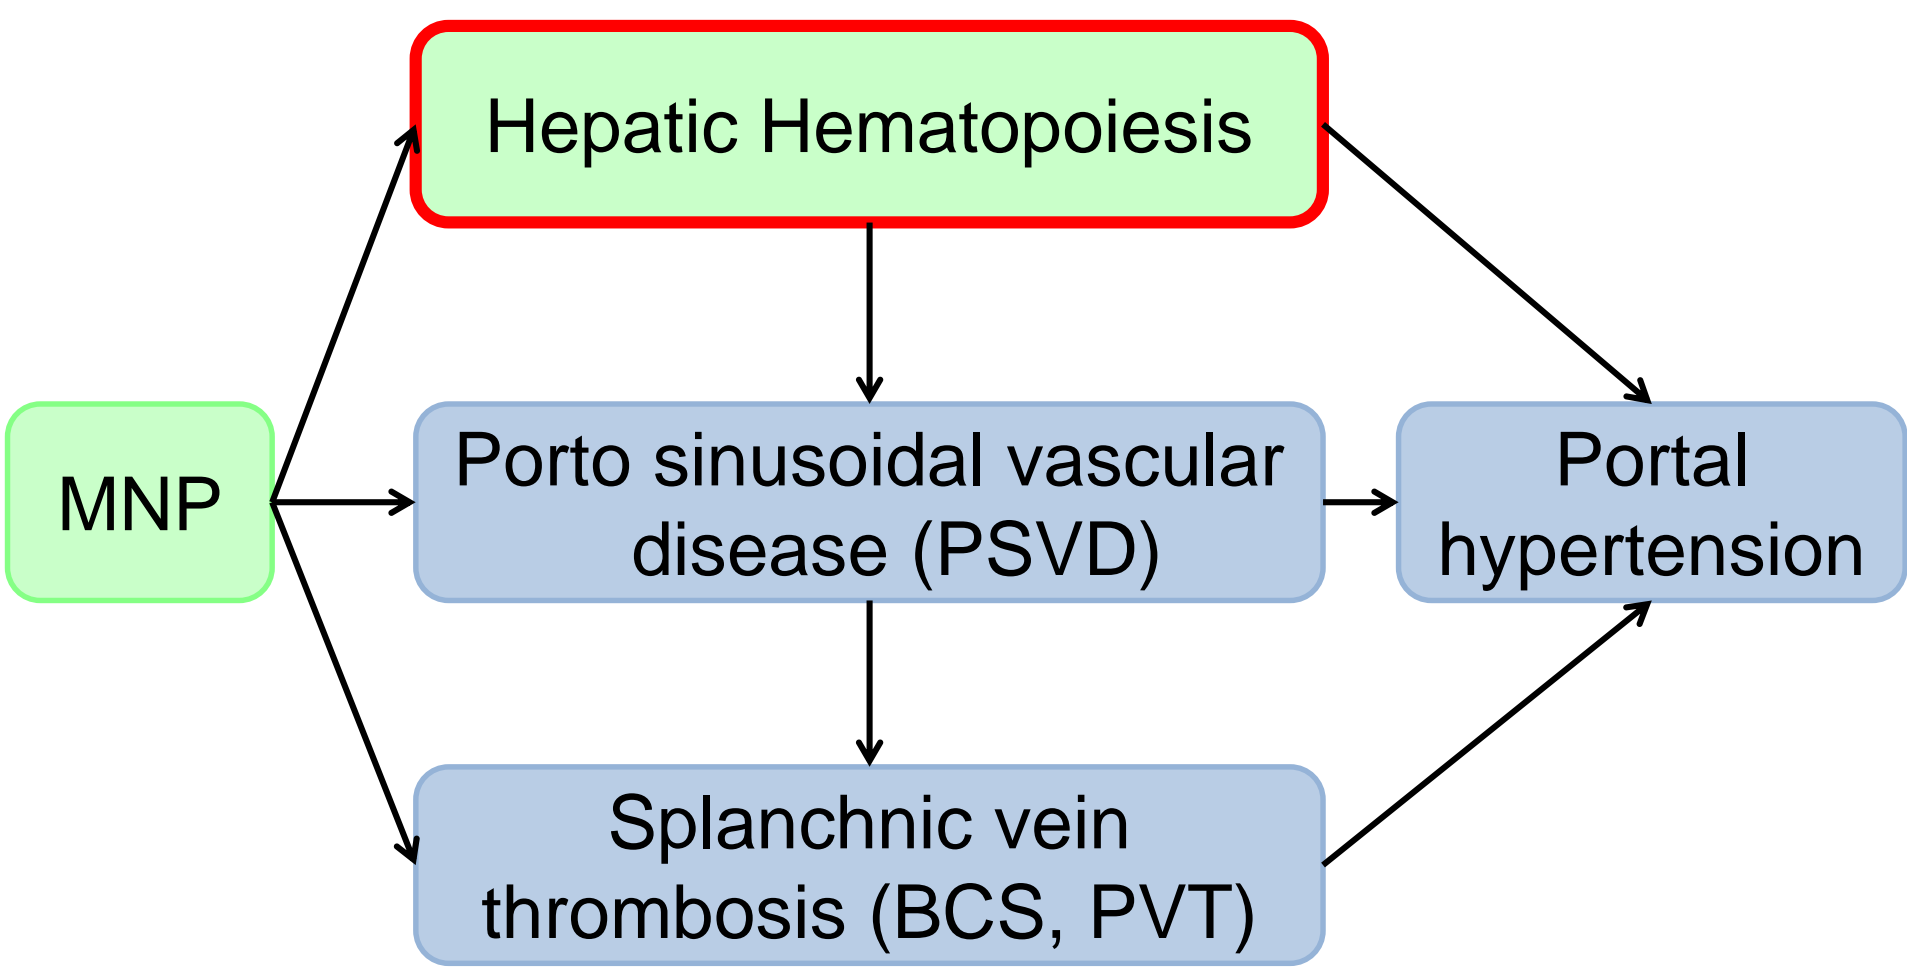 Hepatic Hematopoiesis
MNP
Porto sinusoidal vascular
disease (PSVD)
Portal
hypertension
Splanchnic vein
thrombosis (BCS, PVT)